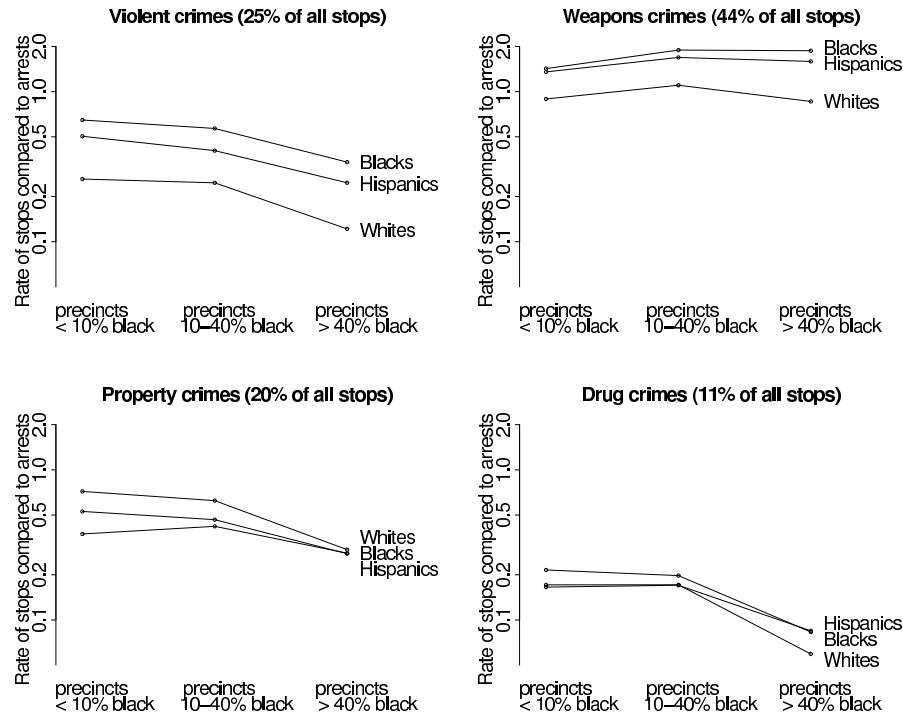 Violent crimes (25% of all stops)
Rate of stops compared to arrests
2.0
1.0
0.5
0.2
0.1
Blacks
Hispanics
Whites
precincts
< 10% black
precincts
10–40% black
precincts
> 40% black
Weapons crimes (44% of all stops)
Rate of stops compared to arrests
2.0
1.0
0.5
0.2
0.1
Blacks
Hispanics
Whites
precincts
< 10% black
precincts
10–40% black
precincts
> 40% black
Property crimes (20% of all stops)
Rate of stops compared to arrests
2.0
1.0
0.5
0.2
0.1
Whites
Blacks
Hispanics
precincts
< 10% black
precincts
10–40% black
precincts
> 40% black
Drug crimes (11% of all stops)
Rate of stops compared to arrests
2.0
1.0
0.5
0.2
0.1
Hispanics
Blacks
Whites
precincts
< 10% black
precincts
10–40% black
precincts
> 40% black